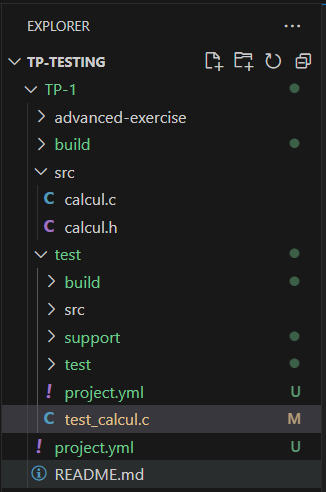 EXPLORER
TP-TESTING
TP-1
advanced-exercise
build
src
C calcul.c
C calcul.h
test
build
src
support
test
! project.yml U
C test_calcul.c M
! project.yml U
README.md